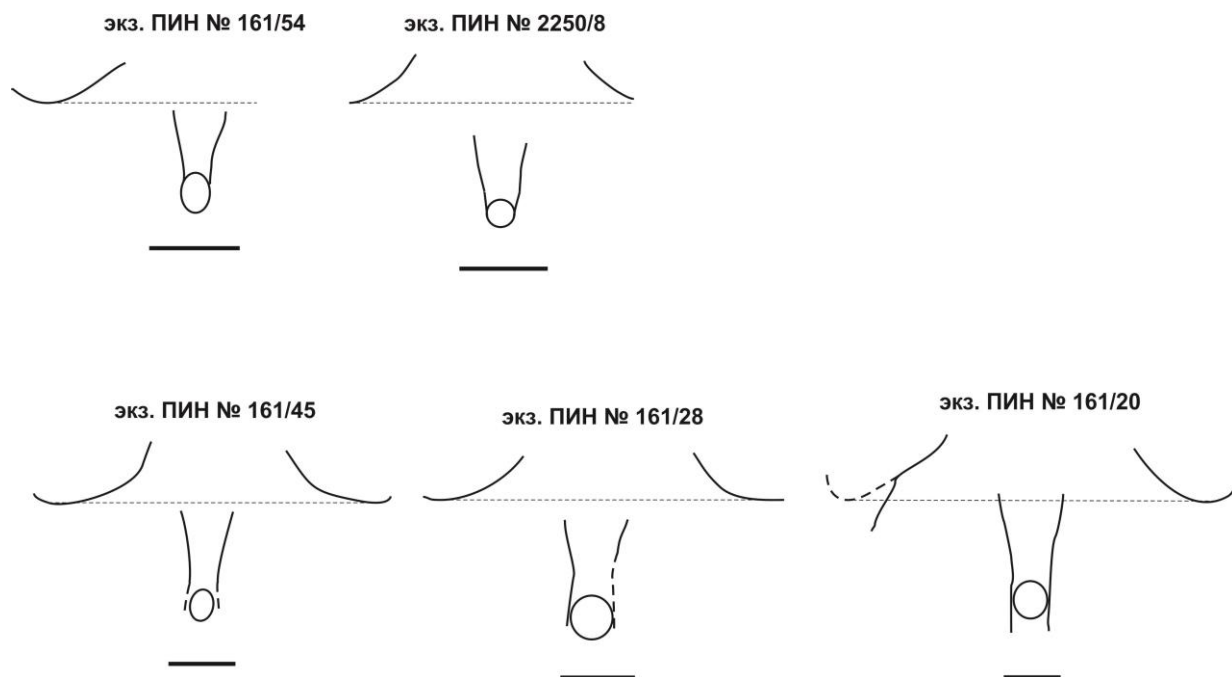 экз. ПИН № 161/54
экз. ПИН № 2250/8
экз. ПИН № 161/45
экз. ПИН № 161/28
экз. ПИН № 161/20